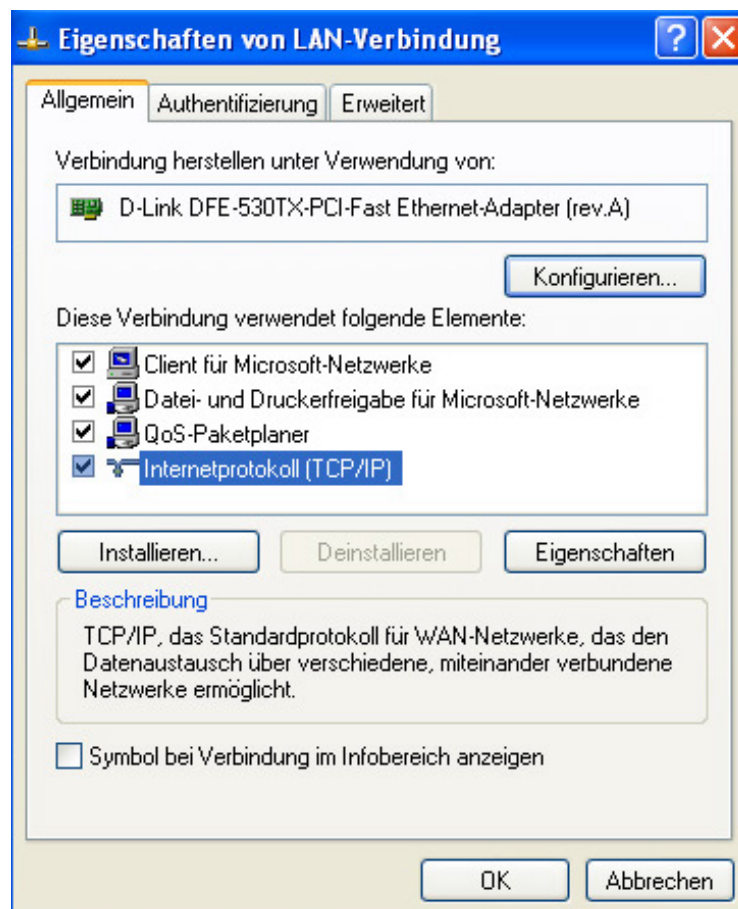 Eigenschaften von LAN-Verbindung
Allgemein Authentifizierung Erweitert
Verbindung herstellen unter Verwendung von:
D-Link DFE-530TX-PCI-Fast Ethernet-Adapter (rev.A)
Konfigurieren...
Diese Verbindung verwendet folgende Elemente:
Client für Microsoft-Netzwerke
Datei- und Druckerfreigabe für Microsoft-Netzwerke
QoS-Paketplaner
Internetprotokoll (TCP/IP)
Installieren... Deinstallieren Eigenschaften
Beschreibung
TCP/IP, das Standardprotokoll für WAN-Netzwerke, das den
Datenaustausch über verschiedene, miteinander verbundene
Netzwerke ermöglicht.
Symbol bei Verbindung im Infobereich anzeigen
OK Abbrechen